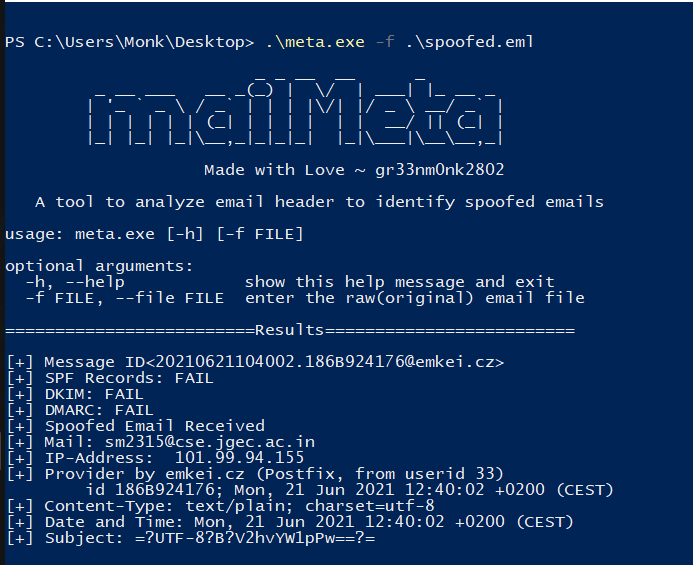 PS C:\Users\Monk\Desktop> .\meta.exe -f .\spoofed.eml
mailMeta
Made with Love ~ gr33nm0nk2802
A tool to analyze email header to identify spoofed emails
usage: meta.exe [-h] [-f FILE]
optional arguments:
-h, --help show this help message and exit
-f FILE, --file FILE enter the raw(original) email file
=========================Results=========================
[+] Message ID<20210621104002.186B924176@emkei.cz>
[+] SPF Records: FAIL
[+] DKIM: FAIL
[+] DMARC: FAIL
[+] Spoofed Email Received
[+] Mail: sm2315@cse.jgec.ac.in
[+] IP-Address: 101.99.94.155
[+] Provider by emkei.cz (Postfix, from userid 33)
id 186B924176; Mon, 21 Jun 2021 12:40:02 +0200 (CEST)
[+] Content-Type: text/plain; charset=utf-8
[+] Date and Time: Mon, 21 Jun 2021 12:40:02 +0200 (CEST)
[+] Subject: =?UTF-8?B?V2hvYW1pPw==?=